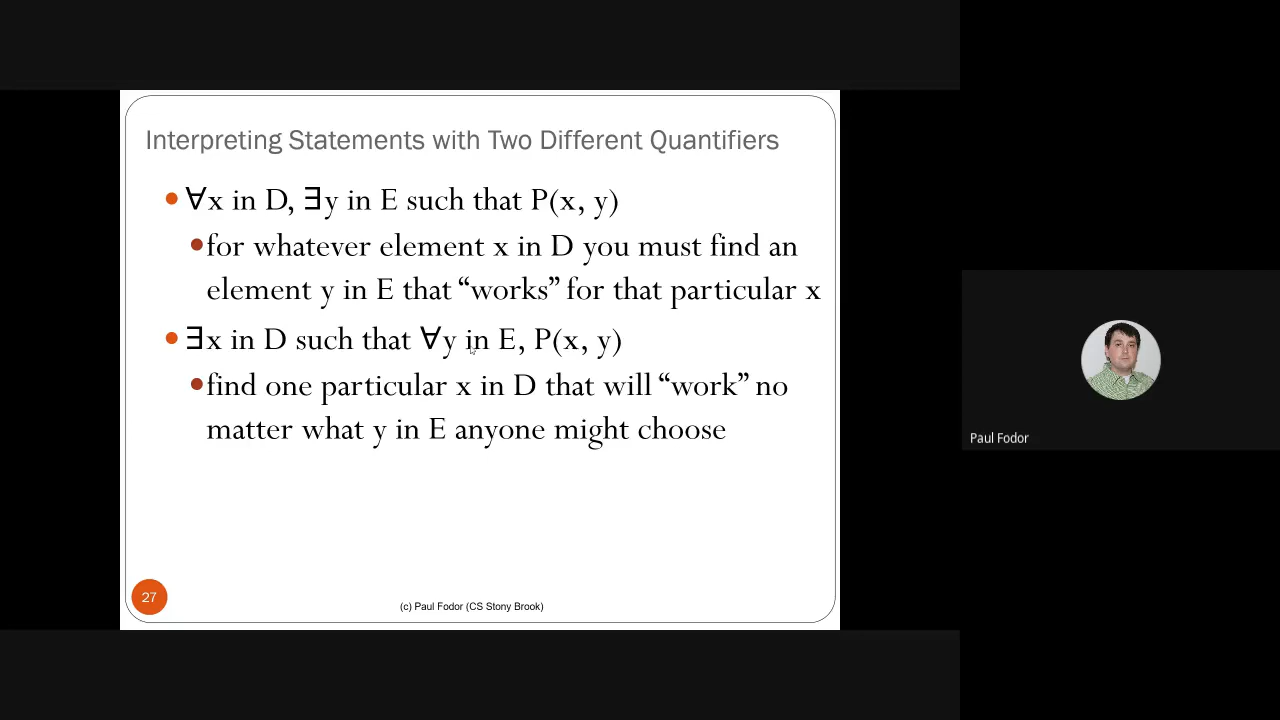 Interpreting Statements with Two Different Quantifiers
• ∀x in D, ∃y in E such that P(x, y)
•for whatever element x in D you must find an
element y in E that “works” for that particular x
• ∃x in D such that ∀y in E, P(x, y)
•find one particular x in D that will “work” no
matter what y in E anyone might choose
27
(c) Paul Fodor (CS Stony Brook)
Paul Fodor